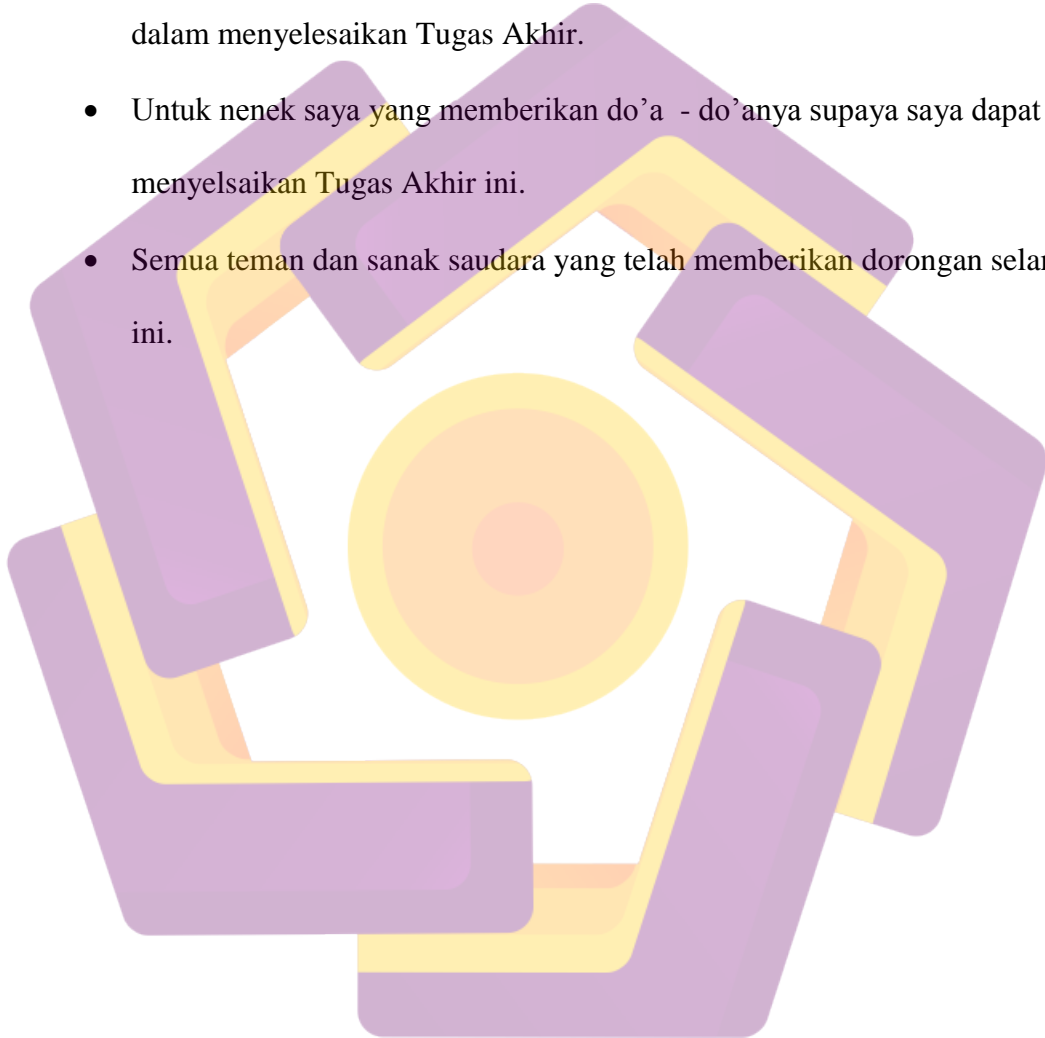 dalam menyelesaikan Tugas Akhir.
• Untuk nenek saya yang memberikan do’a - do’anya supaya saya dapat
menyelsaikan Tugas Akhir ini.
• Semua teman dan sanak saudara yang telah memberikan dorongan
ini.